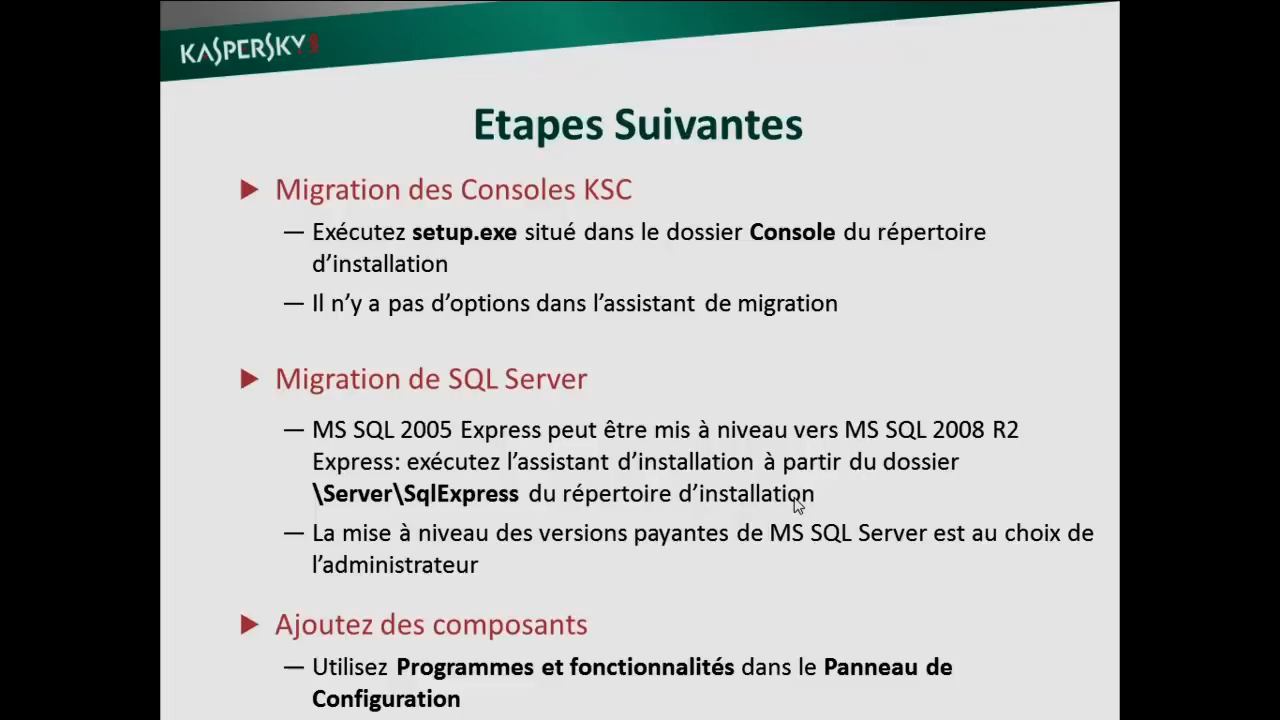 KASPERSKY
Etapes Suivantes
▶ Migration des Consoles KSC
— Exécutez setup.exe situé dans le dossier Console du répertoire
d’installation
— Il n’y a pas d’options dans l’assistant de migration
▶ Migration de SQL Server
— MS SQL 2005 Express peut être mis à niveau vers MS SQL 2008 R2
Express: exécutez l’assistant d’installation à partir du dossier
\Server\SqlExpress du répertoire d’installation
— La mise à niveau des versions payantes de MS SQL Server est au choix de
l’administrateur
▶ Ajoutez des composants
— Utilisez Programmes et fonctionnalités dans le Panneau de
Configuration